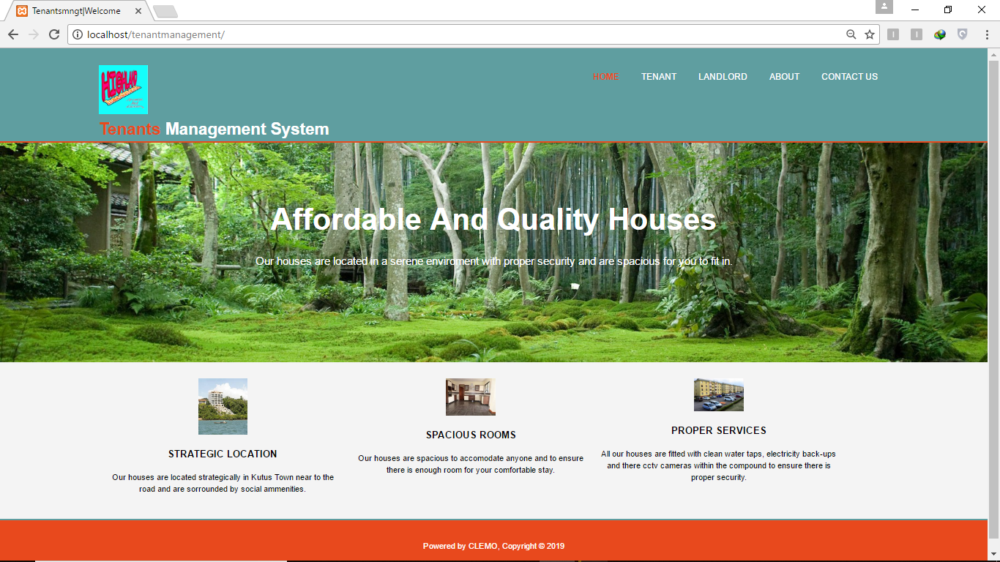 Tenantsmngt|Welcome
localhost/tenantmanagement/
HIGHLAND
HOME TENANT LANDLORD ABOUT CONTACT US
Tenants Management System
Affordable And Quality Houses
Our houses are located in a serene enviroment with proper security and are spacious for you to fit in.
STRATEGIC LOCATION
Our houses are located strategically in Kutus Town near to the
road and are sorrounded by social ammenities.
SPACIOUS ROOMS
Our houses are spacious to accomodate anyone and to ensure
there is enough room for your comfortable stay.
PROPER SERVICES
All our houses are fitted with clean water taps, electricity back-ups
and there cctv cameras within the compound to ensure there is
proper security.
Powered by CLEMO, Copyright © 2019